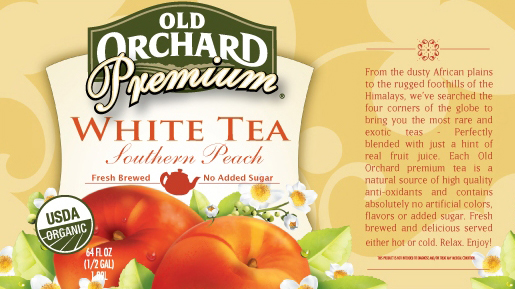 OLD
ORCHARD
Premium®
WHITE TEA
Southern Peach
Fresh Brewed No Added Sugar
USDA
ORGANIC
64 FL OZ
(1/2 GAL)
From the dusty African plains
to the rugged foothills of the
Himalays, we've searched the
four corners of the globe to
bring you the most rare and
exotic teas - Perfectly
blended with just a hint of
real fruit juice. Each Old
Orchard premium tea is a
natural source of high quality
anti-oxidants and contains
absolutely no artificial colors,
flavors or added sugar. Fresh
brewed and delicious served
either hot or cold. Relax. Enjoy!